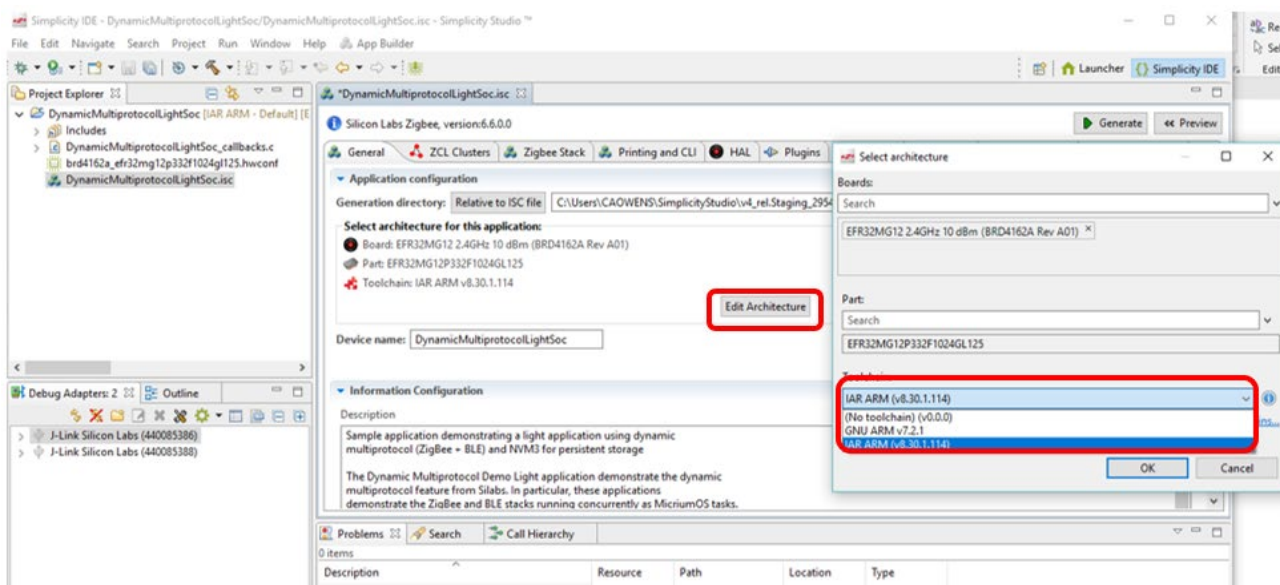 Simplicity IDE - DynamicMultiprotocolLightSoc/DynamicMultiprotocolLightSoc.isc - Simplicity Studio ™
File Edit Navigate Search Project Run Window Help App Builder
Launcher {} Simplicity IDE
Edit
Project Explorer
DynamicMultiprotocolLightSoc [IAR ARM - Default] [E
Includes
DynamicMultiprotocolLightSoc_callbacks.c
brd4162a_efr32mg12p332f1024gl125.hwconf
DynamicMultiprotocolLightSoc.isc
*DynamicMultiprotocolLightSoc.isc
Silicon Labs Zigbee, version:6.6.0.0
Generate Preview
General ZCL Clusters Zigbee Stack Printing and CLI HAL Plugins
Application configuration
Generation directory: Relative to ISC file C:\Users\CAOWENS\SimplicityStudio\v4_rel.Staging_2954
Select architecture for this application:
Board: EFR32MG12 2.4GHz 10 dBm (BRD4162A Rev A01)
Part: EFR32MG12P332F1024GL125
Toolchain: IAR ARM v8.30.1.114
Edit Architecture
Device name: DynamicMultiprotocolLightSoc
Information Configuration
Description
Sample application demonstrating a light application using dynamic
multiprotocol (ZigBee + BLE) and NVM3 for persistent storage
The Dynamic Multiprotocol Demo Light application demonstrate the dynamic
multiprotocol feature from Silabs. In particular, these applications
demonstrate the ZigBee and BLE stacks running concurrently as MicriumOS tasks.
Select architecture
Boards:
Search
EFR32MG12 2.4GHz 10 dBm (BRD4162A Rev A01)
Part:
Search
EFR32MG12P332F1024GL125
IAR ARM (v8.30.1.114)
(No toolchain) (v0.0.0)
GNU ARM v7.2.1
IAR ARM (v8.30.1.114)
OK Cancel
Debug Adapters: 2 Outline
J-Link Silicon Labs (440085386)
J-Link Silicon Labs (440085388)
Problems Search Call Hierarchy
0 items
Description Resource Path Location Type